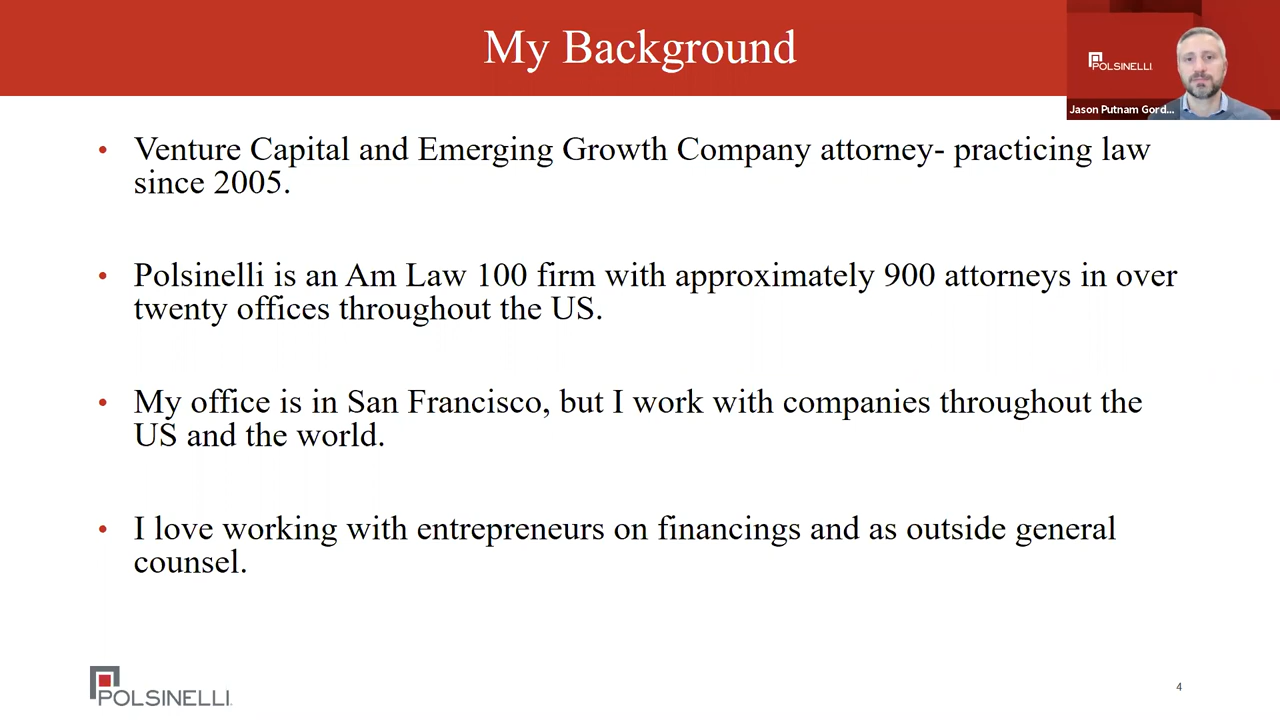 My Background
POLSINELLI
Jason Putnam Gord...
• Venture Capital and Emerging Growth Company attorney- practicing law
since 2005.
• Polsinelli is an Am Law 100 firm with approximately 900 attorneys in over
twenty offices throughout the US.
• My office is in San Francisco, but I work with companies throughout the
US and the world.
• I love working with entrepreneurs on financings and as outside general
counsel.
POLSINELLI
4